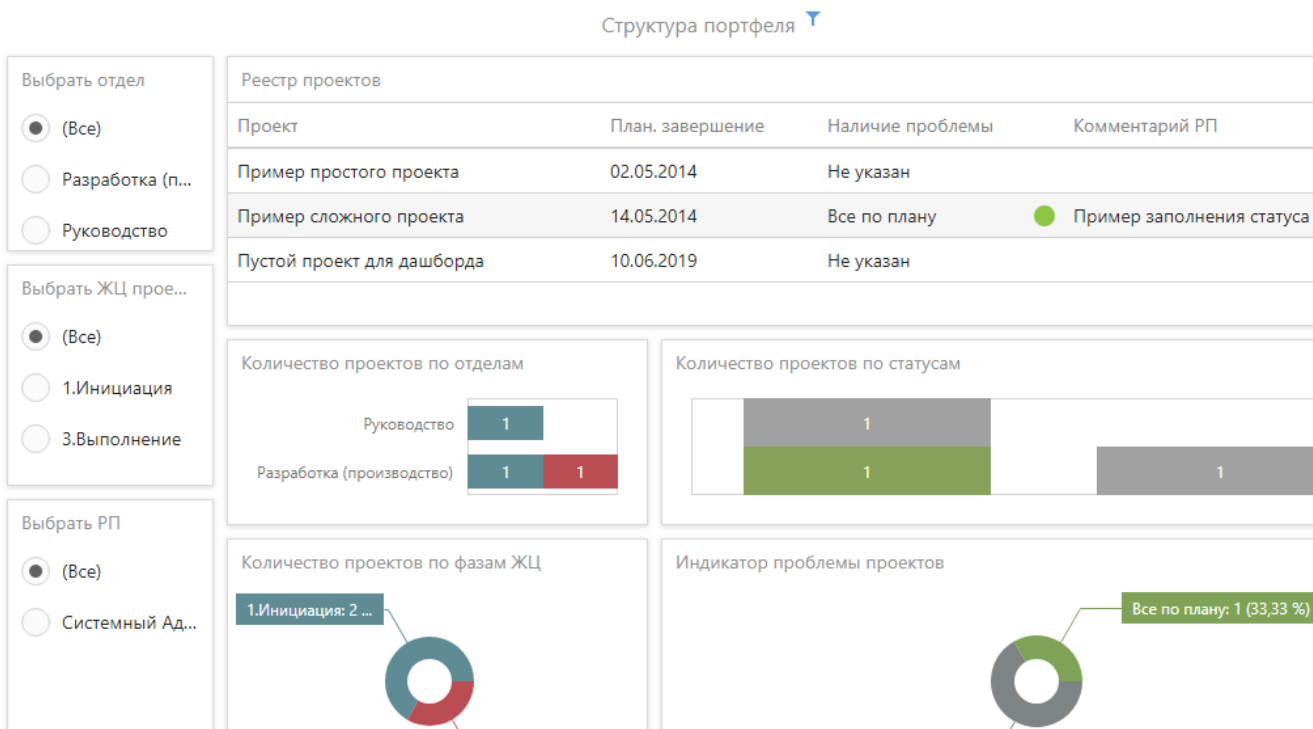 Структура портфеля
Выбрать отдел
(Все)
Разработка (п...
Руководство
Выбрать ЖЦ прое...
(Все)
1.Инициация
3.Выполнение
Выбрать РП
(Все)
Системный Ад...
Реестр проектов
Проект План. завершение Наличие проблемы Комментарий РП
Пример простого проекта 02.05.2014 Не указан
Пример сложного проекта 14.05.2014 Все по плану Пример заполнения статуса
Пустой проект для дашборда 10.06.2019 Не указан
Количество проектов по отделам
Руководство 1
Разработка (производство) 1 1
Количество проектов по статусам
1
1 1
Количество проектов по фазам ЖЦ
1.Инициация: 2 ...
Индикатор проблемы проектов
Все по плану: 1 (33,33 %)